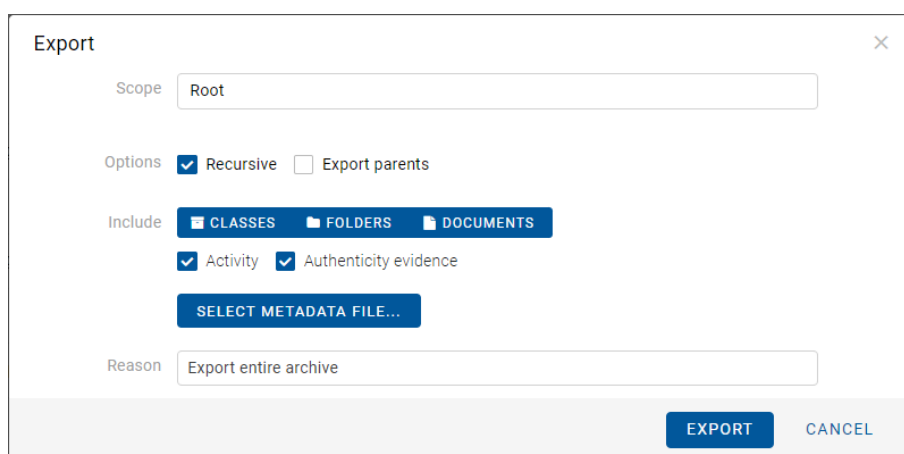 Export
Scope Root
Options Recursive Export parents
Include CLASSES FOLDERS DOCUMENTS
Activity Authenticity evidence
SELECT METADATA FILE...
Reason Export entire archive
EXPORT CANCEL